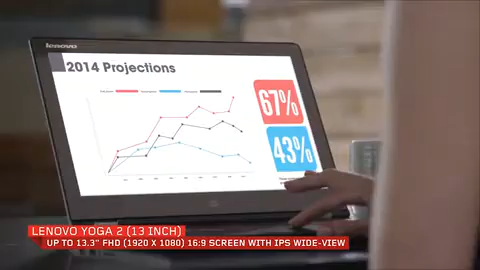 lenovo
2014 Projections
67%
43%
LENOVO YOGA 2 (13 INCH)
UP TO 13.3" FHD (1920 X 1080) 16:9 SCREEN WITH IPS WIDE-VIEW